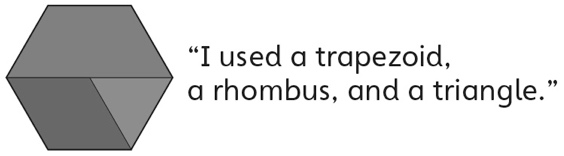 “I used a trapezoid,
a rhombus, and a triangle.”